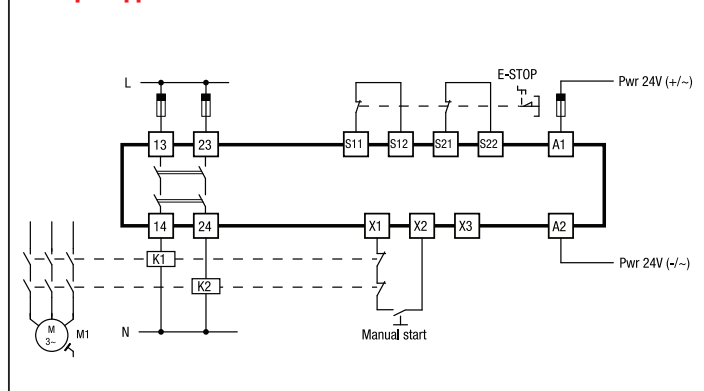 E-STOP
L
Pwr 24V (+/~)
13 23 S11 S12 S21 S22 A1
14 24 X1 X2 X3 A2
K1
Pwr 24V (-/~)
K2
M
3~
M1
N
Manual start